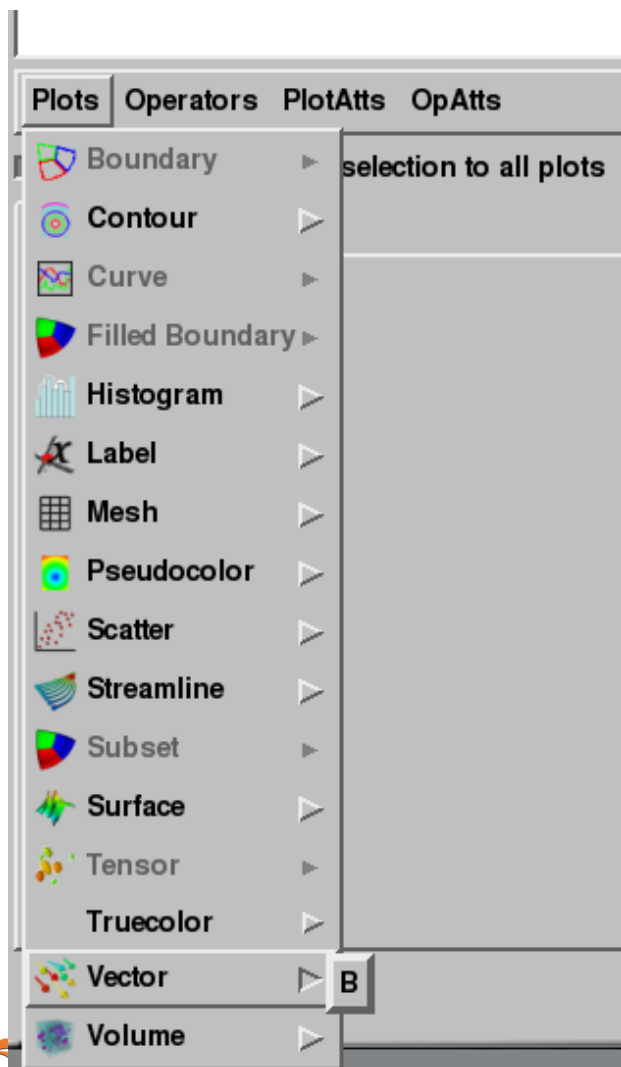 Plots Operators PlotAtts OpAtts
Boundary selection to all plots
Contour
Curve
Filled Boundary
Histogram
Label
Mesh
Pseudocolor
Scatter
Streamline
Subset
Surface
Tensor
Truecolor
Vector B
Volume